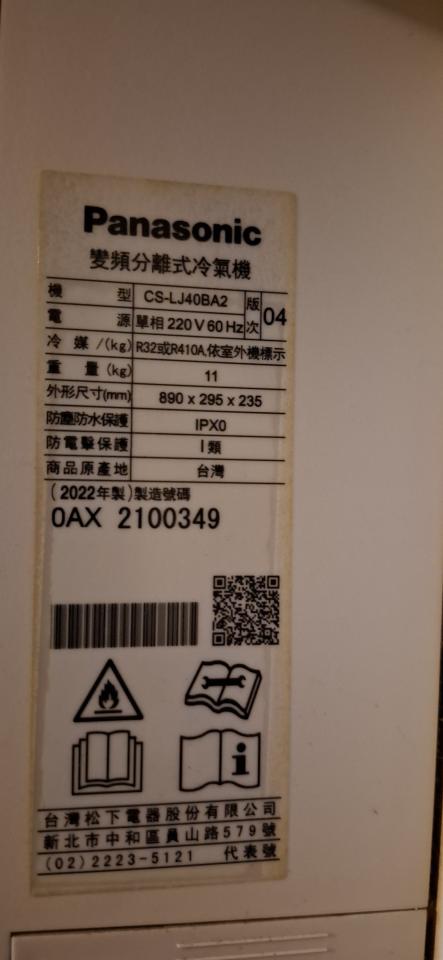 Panasonic
變頻分離式冷氣機
機型 CS-LJ40BA2 版次 04
電源 單相 220V 60Hz
冷媒/(kg) R32或R410A,依室外機標示
重量(kg) 11
外形尺寸(mm) 890 x 295 x 235
防塵防水保護 IPX0
防電擊保護 I類
商品原產地 台灣
(2022年製)製造號碼
0AX 2100349
台灣松下電器股份有限公司
新北市中和區員山路579號
(02)2223-5121 代表號